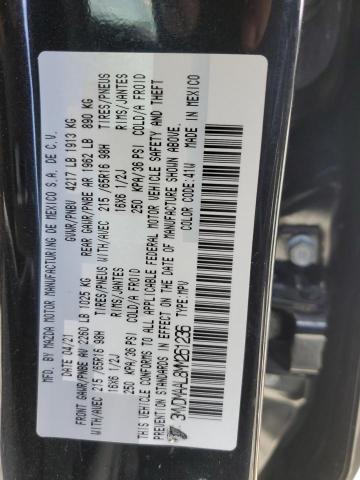 MFG. BY MAZDA MOTOR MANUFACTURING DE MEXICO S.A. DE C.V.
DATE 04/21 GVWR/PNBV 4217 LB 1913 KG
FRONT GAWR/PNBE AV 2260 LB 1025 KG REAR GAWR/PNBE AR 1962 LB 890 KG
WITH/AVEC 215/65R16 98H TIRES/PNEUS WITH/AVEC 215/65R16 98H TIRES/PNEUS
16X6 1/2J RIMS/JANTES 16X6 1/2J RIMS/JANTES
250 KPA/36 PSI COLD/A FROID 250 KPA/36 PSI COLD/A FROID
THIS VEHICLE CONFORMS TO ALL APPLICABLE FEDERAL MOTOR VEHICLE SAFETY AND THEFT
PREVENTION STANDARDS IN EFFECT ON THE DATE OF MANUFACTURE SHOWN ABOVE.
3MVDMAAL8MM261236 TYPE:MPV COLOR CODE:41W MADE IN MEXICO